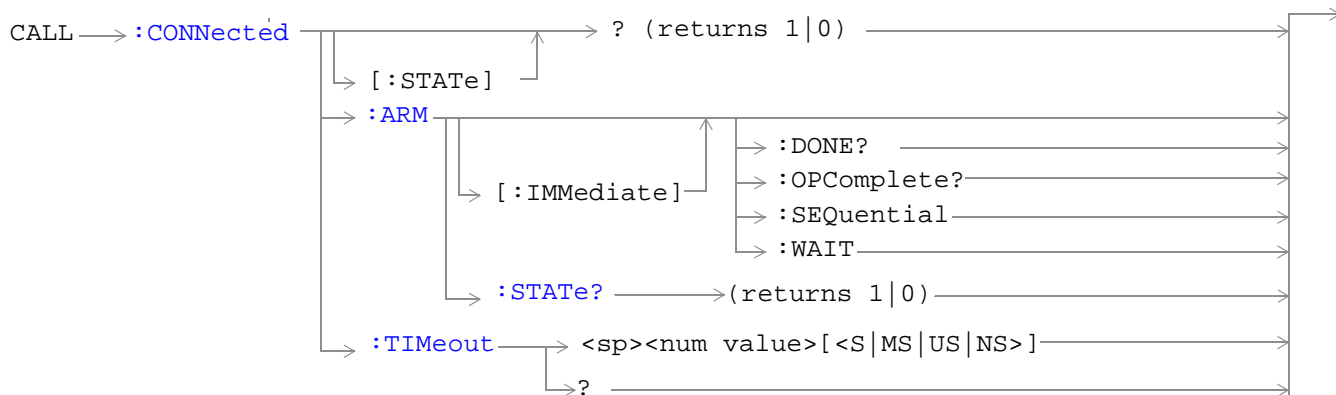 CALL :CONNected ? (returns 1|0)
[:STATe]
:ARM
:DONE?
[:IMMediate] :OPComplete?
:SEQuential
:WAIT
:STATe? (returns 1|0)
:TIMeout <sp><num value>[<S|MS|US|NS>]
?